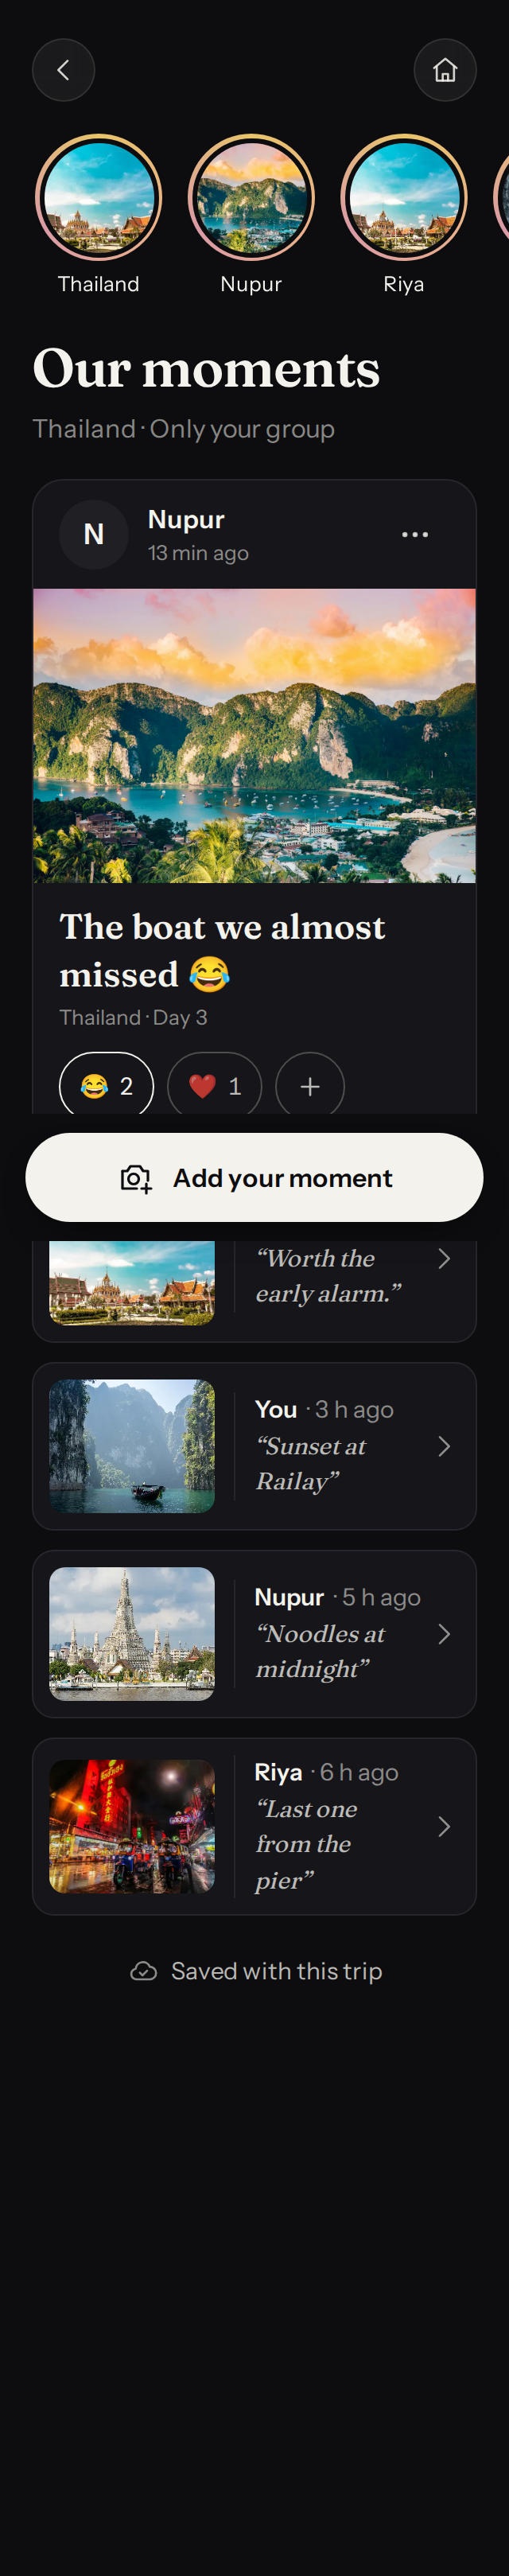 Thailand
Nupur
Riya
Our moments
Thailand · Only your group
N
Nupur
13 min ago
The boat we almost
missed 😂
Thailand · Day 3
😂 2
❤️ 1
Add your moment
“Worth the
early alarm.”
You · 3 h ago
“Sunset at
Railay”
Nupur · 5 h ago
“Noodles at
midnight”
Riya · 6 h ago
“Last one
from the
pier”
Saved with this trip